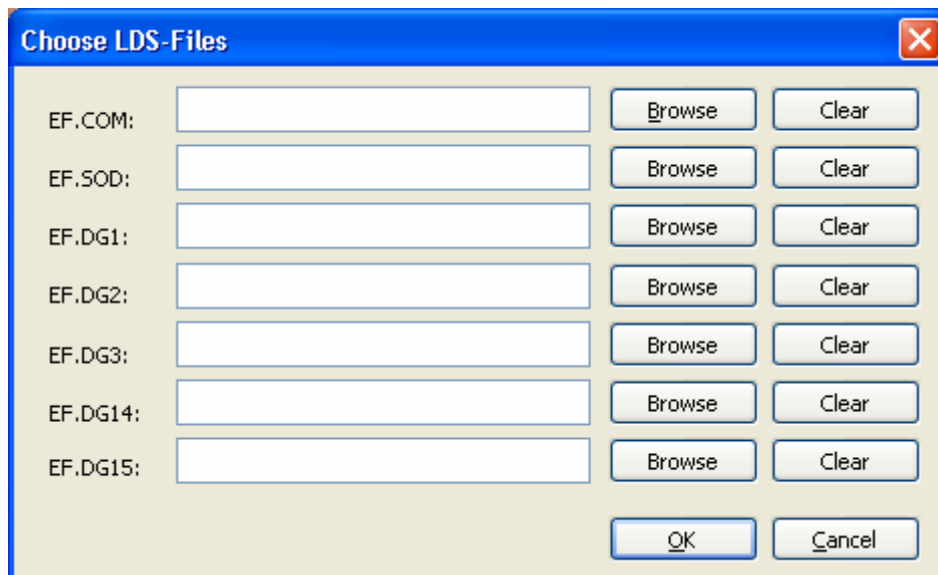 Choose LDS-Files
EF.COM: Browse Clear
EF.SOD: Browse Clear
EF.DG1: Browse Clear
EF.DG2: Browse Clear
EF.DG3: Browse Clear
EF.DG14: Browse Clear
EF.DG15: Browse Clear
OK Cancel